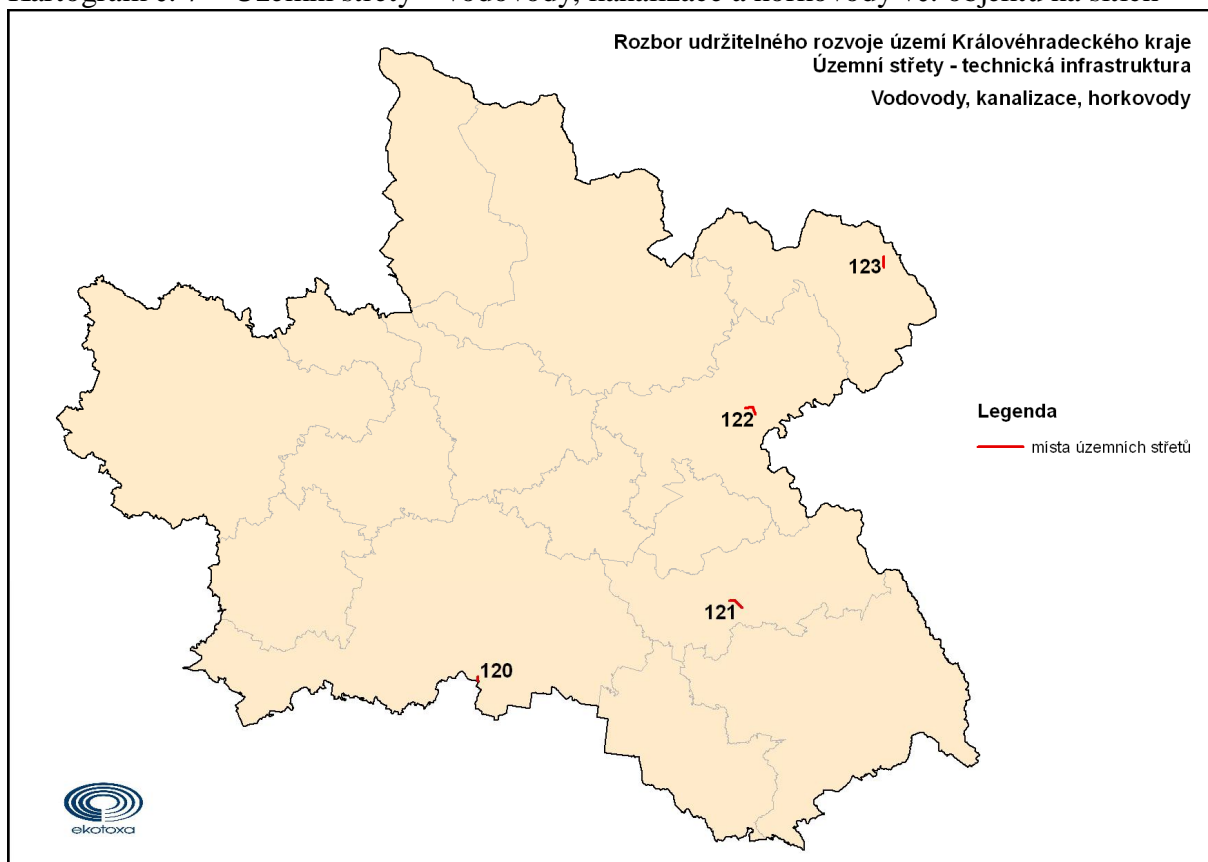 Rozbor udržitelného rozvoje území Královéhradeckého kraje
Územní střety - technická infrastruktura
Vodovody, kanalizace, horkovody
123
122
Legenda
místa územních střetů
121
120
ekotoxa